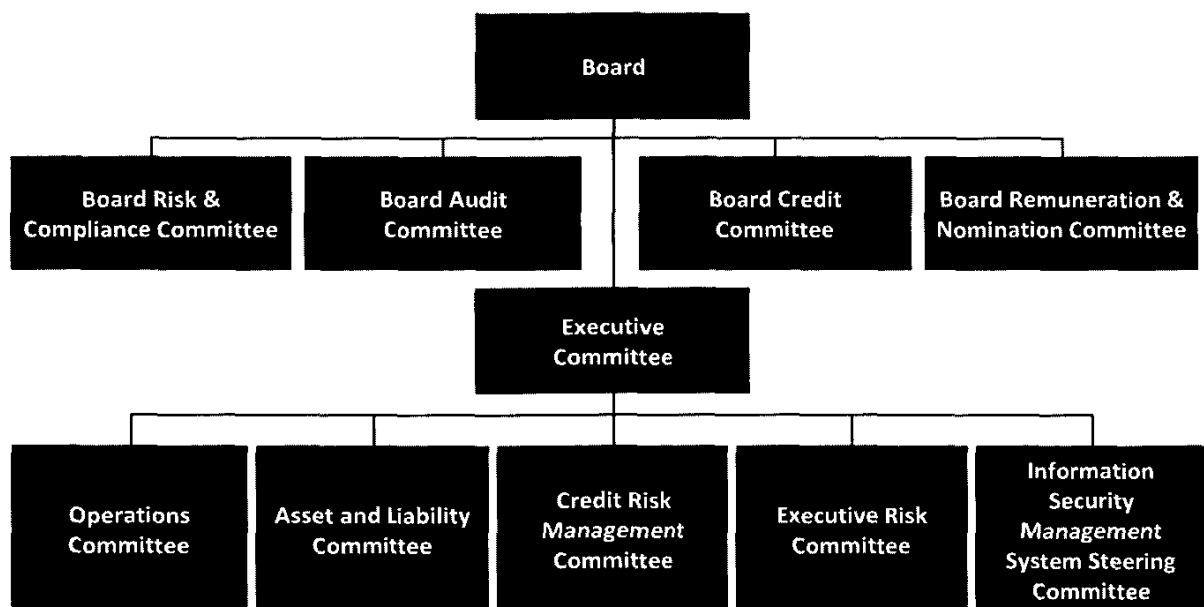 Board
Board Risk &
Compliance Committee
Board Audit
Committee
Board Credit
Committee
Board Remuneration &
Nomination Committee
Executive
Committee
Operations
Committee
Asset and Liability
Committee
Credit Risk
Management
Committee
Executive Risk
Committee
Information
Security
Management
System Steering
Committee